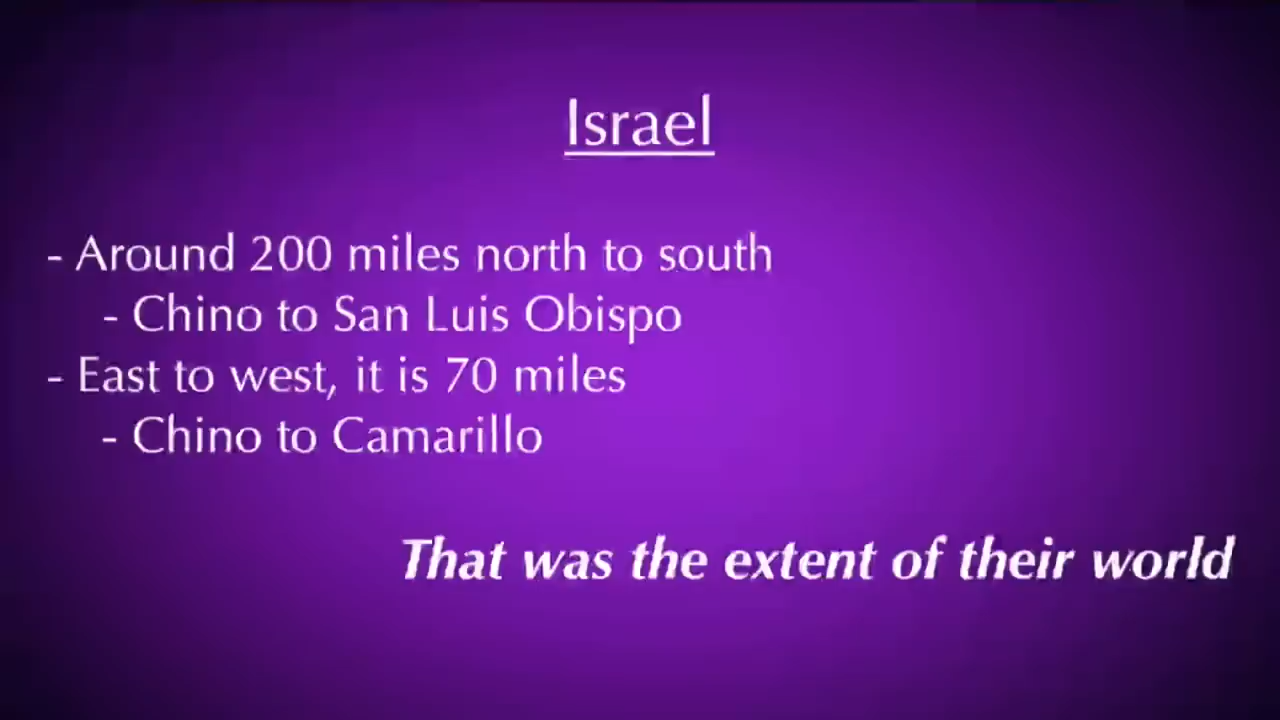 Israel
- Around 200 miles north to south
- Chino to San Luis Obispo
- East to west, it is 70 miles
- Chino to Camarillo
That was the extent of their world